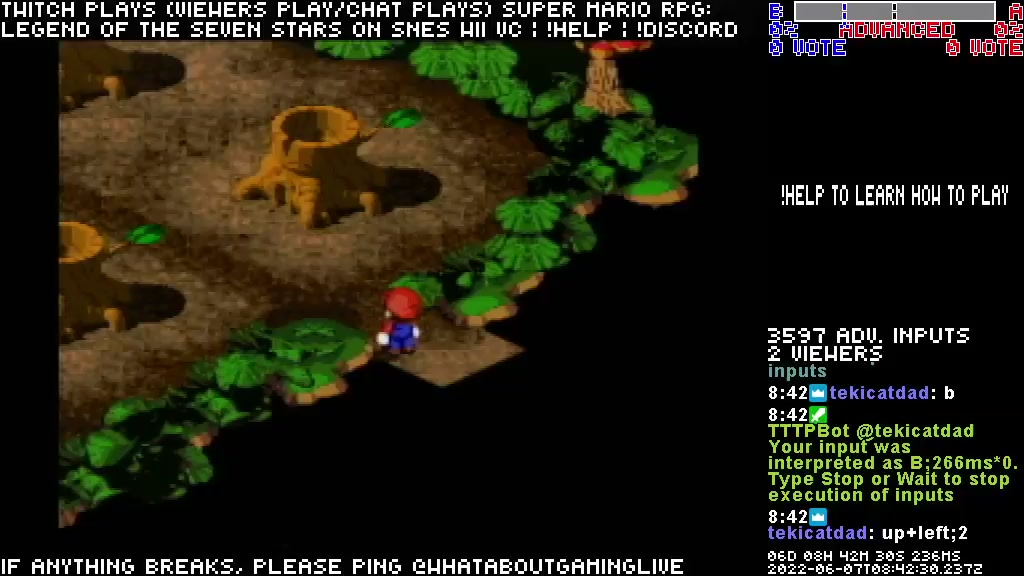 TWITCH PLAYS (VIEWERS PLAY/CHAT PLAYS) SUPER MARIO RPG:
LEGEND OF THE SEVEN STARS ON SNES WII VC ¦ !HELP ¦ !DISCORD
B A
0% ADVANCED 0%
0 VOTE 0 VOTE
!HELP TO LEARN HOW TO PLAY
3597 ADV. INPUTS
2 VIEWERS
inputs
8:42 tekicatdad: b
8:42
TTTPBot @tekicatdad
Your input was
interpreted as B;266ms*0.
Type Stop or Wait to stop
execution of inputs
8:42
tekicatdad: up+left;2
06D 08H 42M 30S 236MS
2022-06-07T08:42:30.237Z
IF ANYTHING BREAKS, PLEASE PING @WHATABOUTGAMINGLIVE